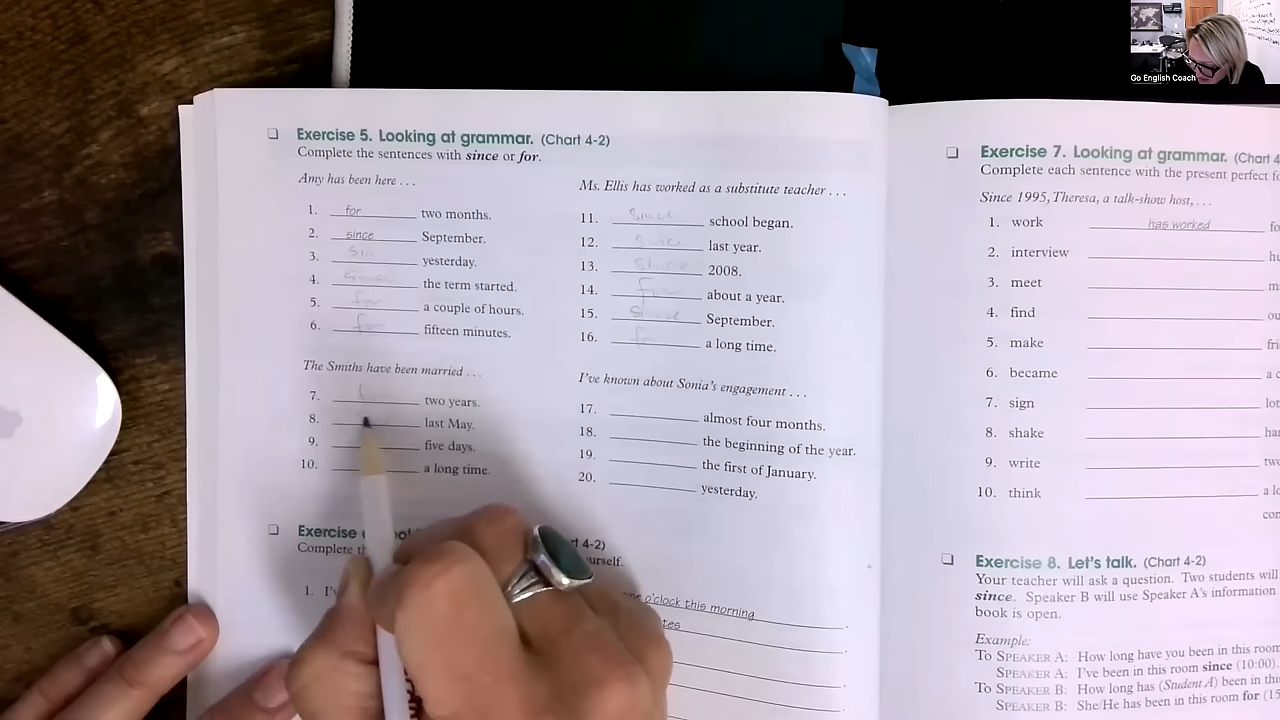 Go English Coach
Exercise 5. Looking at grammar. (Chart 4-2)
Complete the sentences with since or for.
Amy has been here . . .
1. for two months.
2. since September.
3. yesterday.
4. the term started.
5. for a couple of hours.
6. for fifteen minutes.
The Smiths have been married . . .
7. two years.
8. last May.
9. five days.
10. a long time.
Ms. Ellis has worked as a substitute teacher . . .
11. since school began.
12. since last year.
13. since 2008.
14. about a year.
15. since September.
16. a long time.
I've known about Sonia's engagement . . .
17. almost four months.
18. the beginning of the year.
19. the first of January.
20. yesterday.
Exercise
4-2)
Complete
1.
o'clock this morning
Exercise 7. Looking at grammar. (Chart
Complete each sentence with the present perfect
Since 1995, Theresa, a talk-show host, . . .
1. work has worked
2. interview
3. meet
4. find
5. make
6. became
7. sign
8. shake
9. write
10. think
Exercise 8. Let's talk. (Chart 4-2)
Your teacher will ask a question. Two students will
since. Speaker B will use Speaker A's information
book is open.
Example:
To SPEAKER A: How long have you been in this room
SPEAKER A: I've been in this room since (10:00).
To SPEAKER B: How long has (Student A) been in this
SPEAKER B: She/He has been in this room for (15